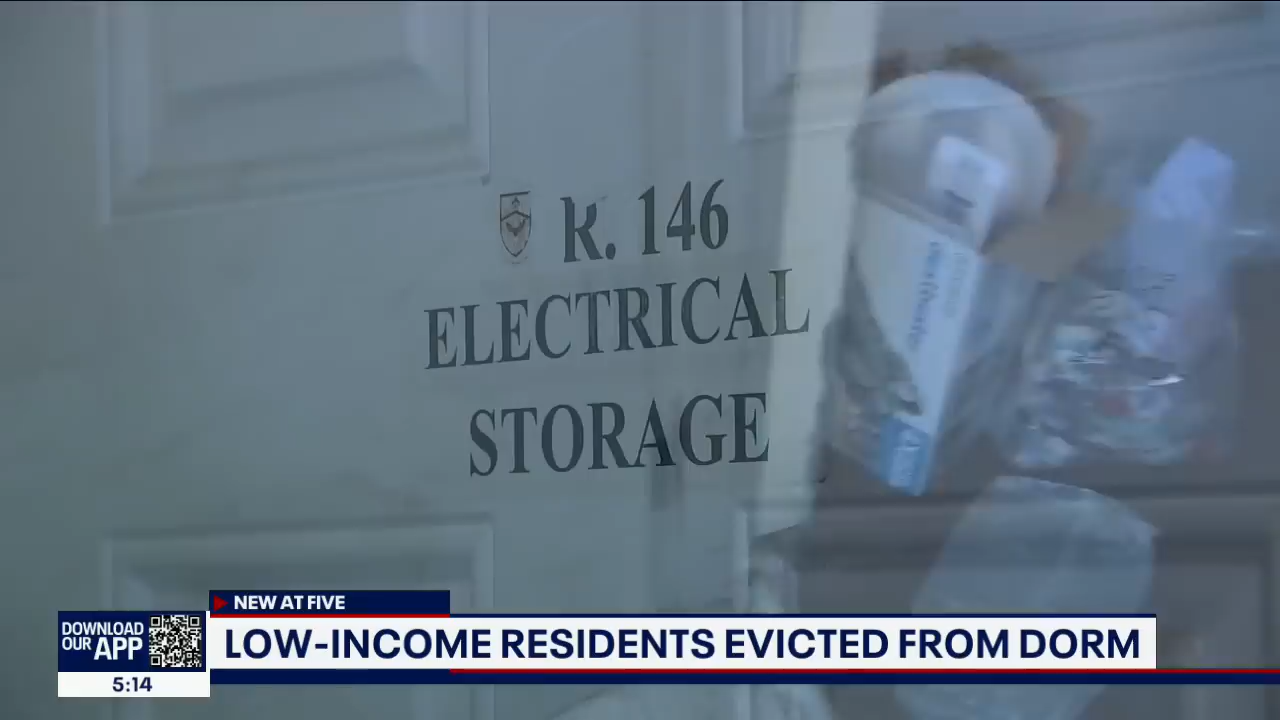 R. 146
ELECTRICAL
STORAGE
NEW AT FIVE
DOWNLOAD
OUR APP
LOW-INCOME RESIDENTS EVICTED FROM DORM
5:14